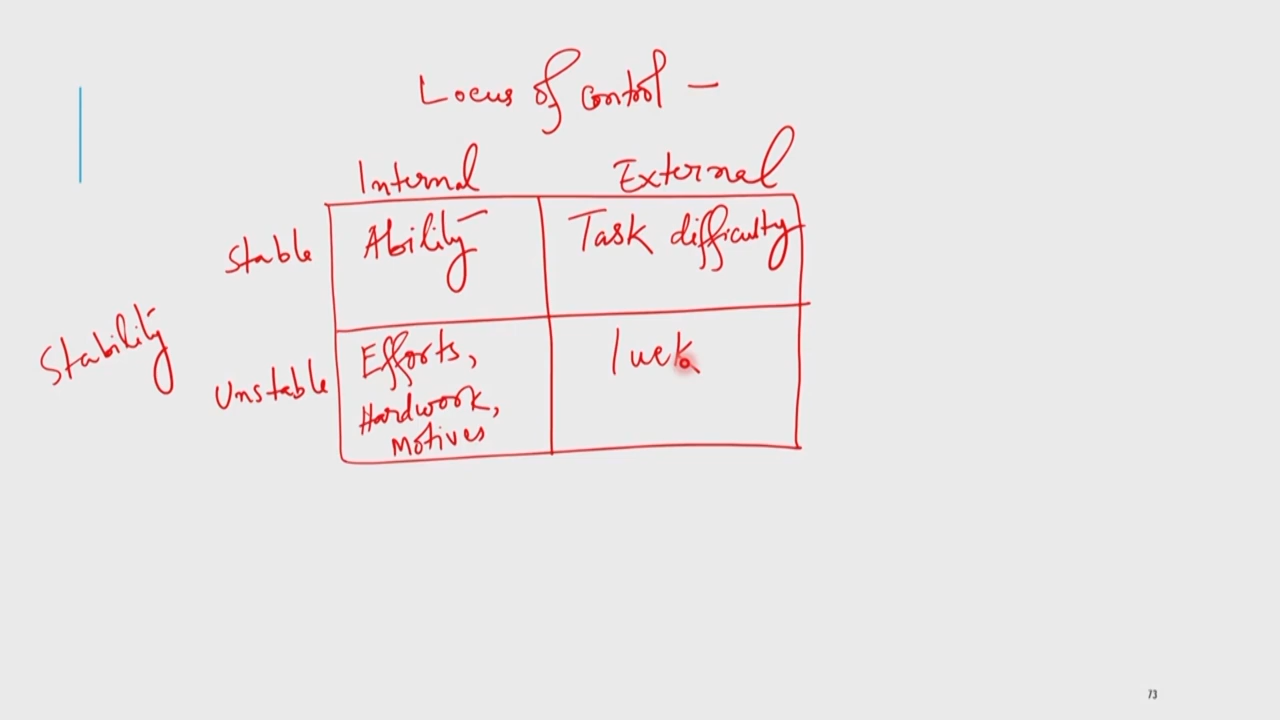 Locus of control -
Internal External
Stable Ability Task difficulty
Stability
Unstable Efforts, luck
Hardwork,
Motives
73